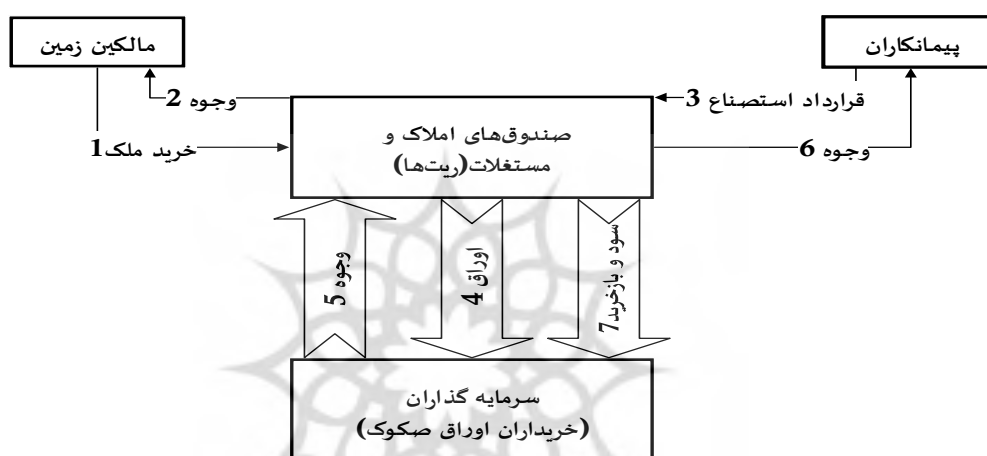 پیمانکاران
مالکین زمین
قرارداد استصناع 3
وجوه 2
صندوق‌های املاک و
مستغلات(ریت‌ها)
وجوه 6
خرید ملک1
سود و بازخرید7
اوراق 4
وجوه 5
سرمایه گذاران
(خریداران اوراق صکوک)